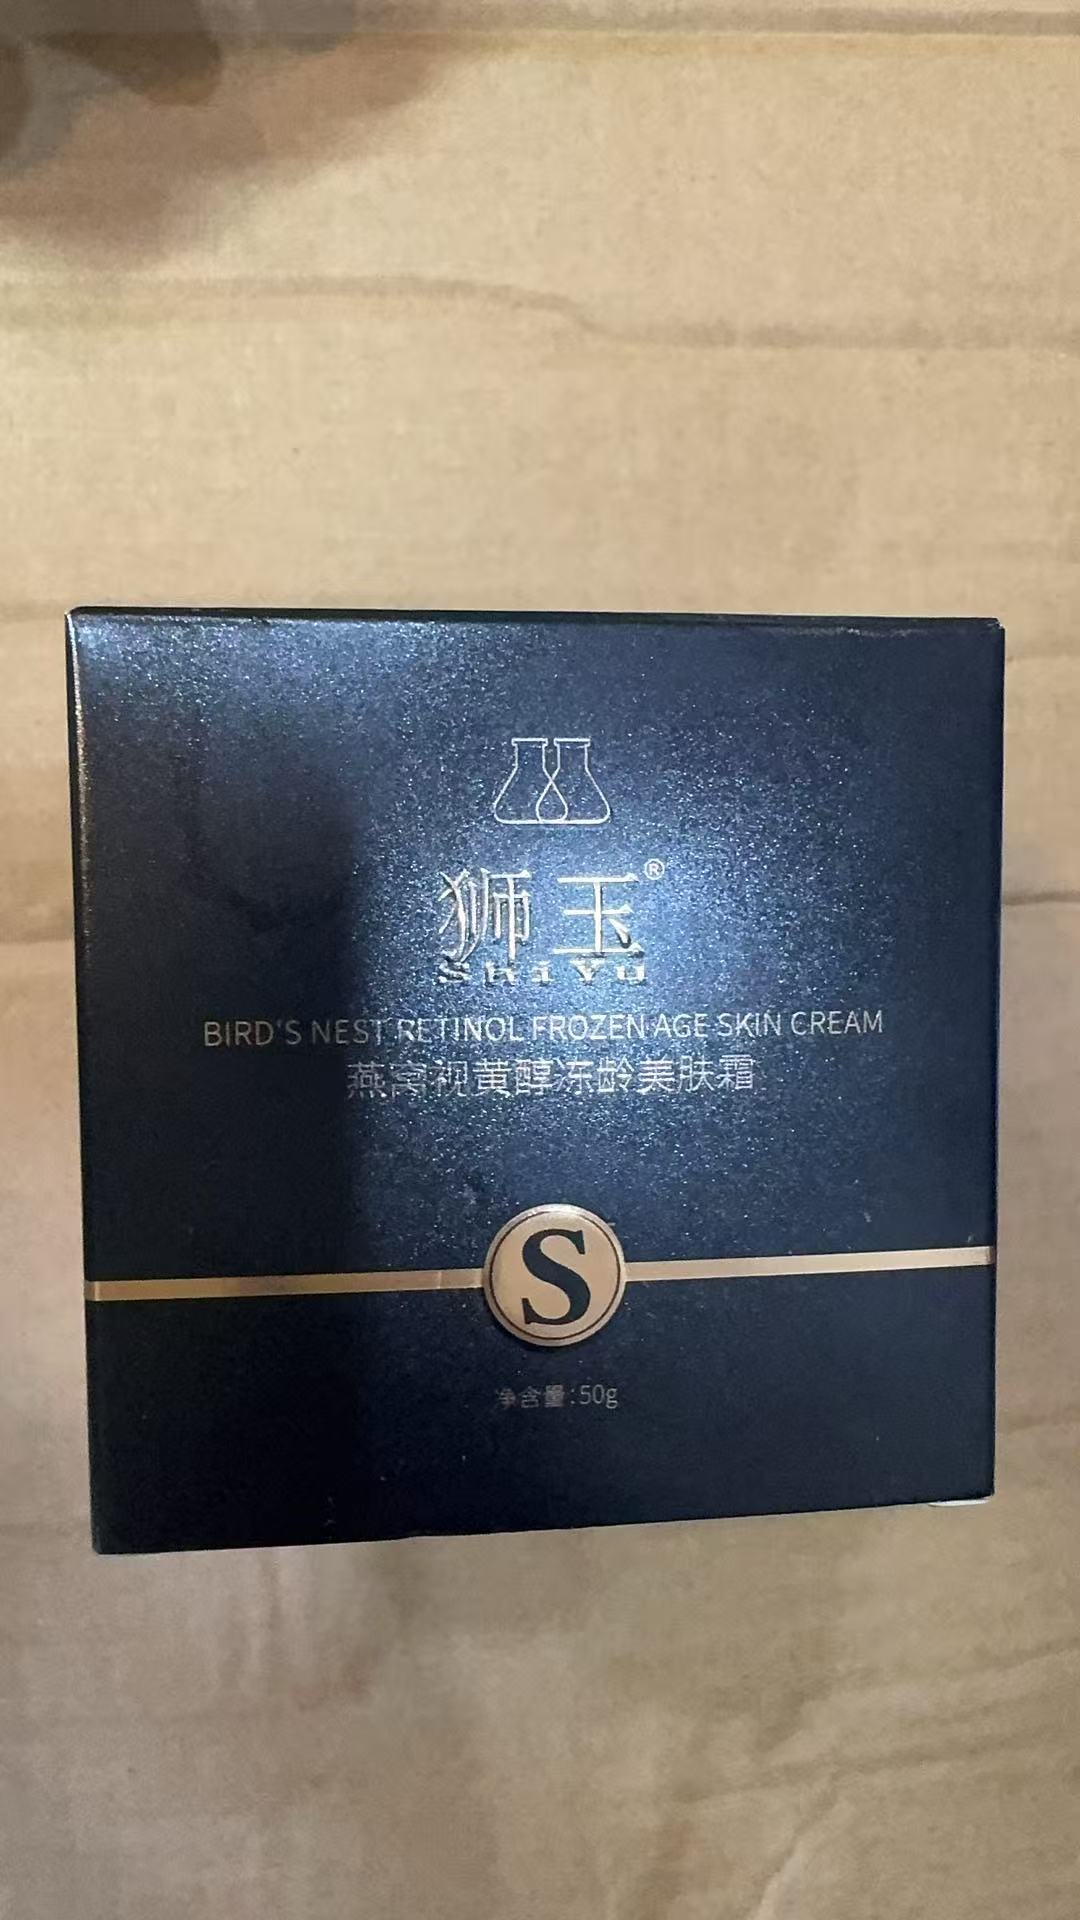 狮玉®
SHIYU
BIRD'S NEST RETINOL FROZEN AGE SKIN CREAM
燕窝视黄醇冻龄美肤霜
S
净含量:50g